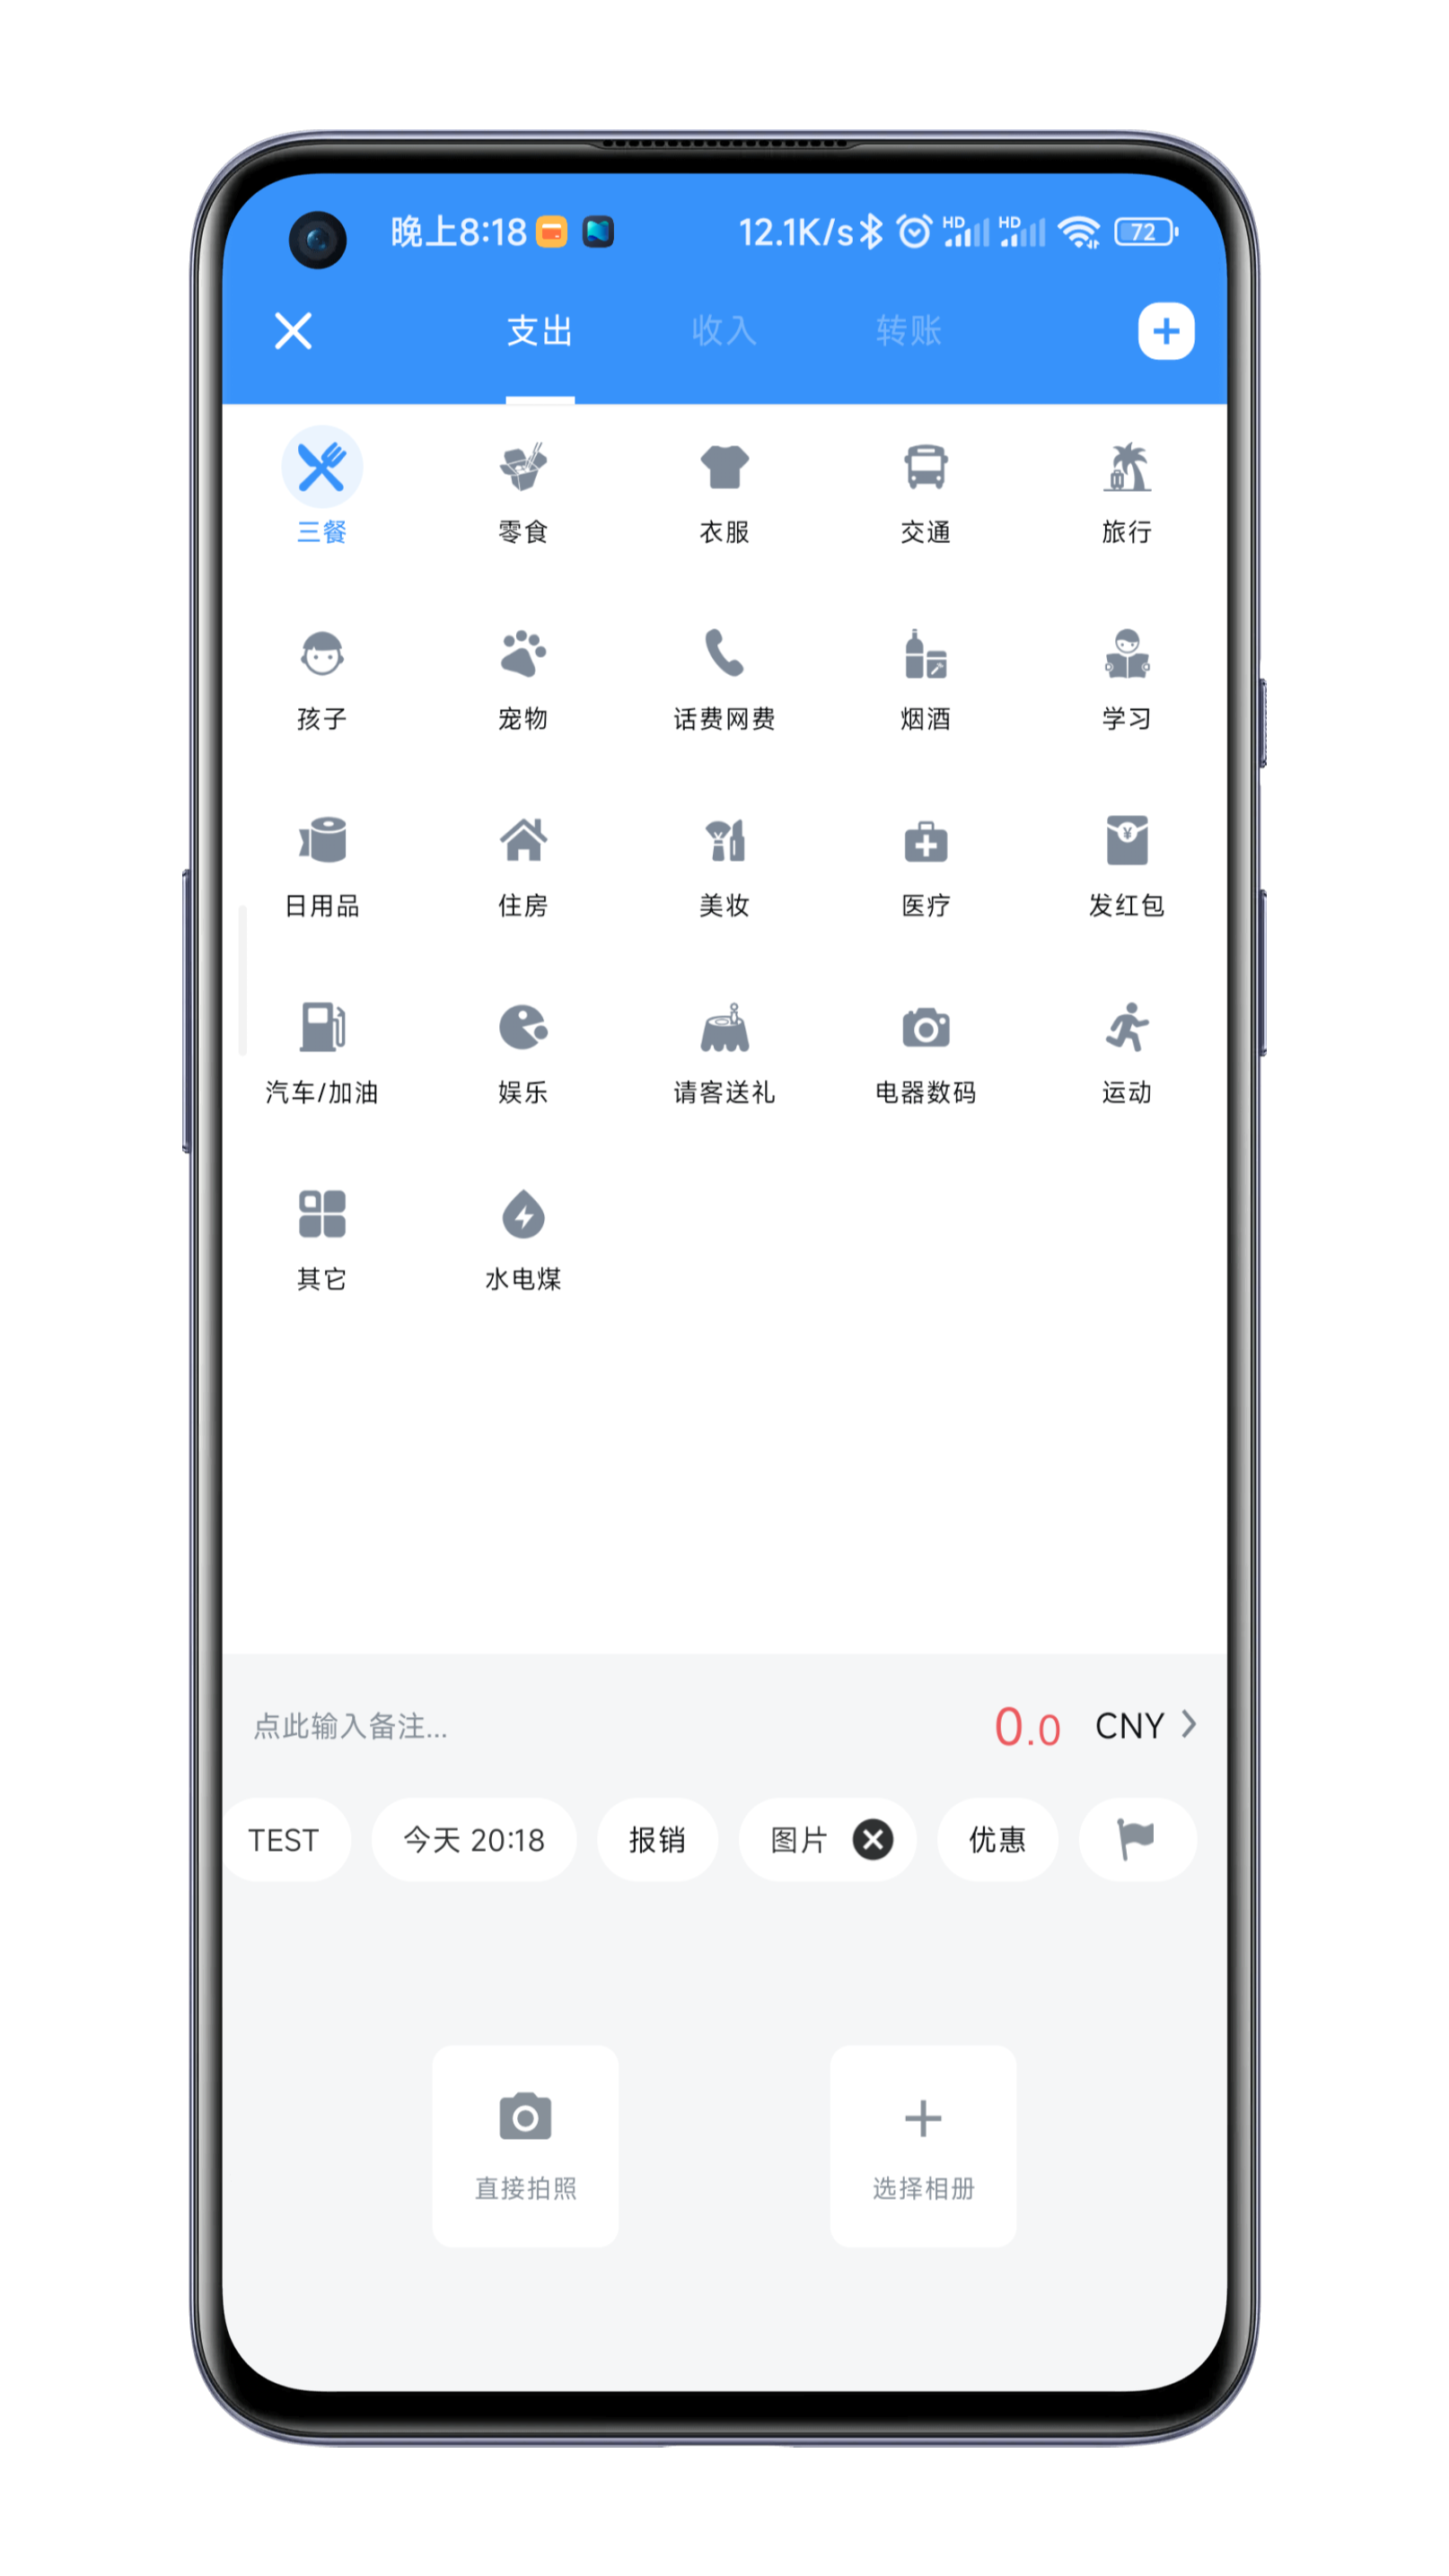 晚上8:18 12.1K/s HD HD 72
支出 收入 转账
三餐 零食 衣服 交通 旅行
孩子 宠物 话费网费 烟酒 学习
日用品 住房 美妆 医疗 发红包
汽车/加油 娱乐 请客送礼 电器数码 运动
其它 水电煤
点此输入备注... 0.0 CNY
TEST 今天 20:18 报销 图片 优惠
直接拍照 选择相册